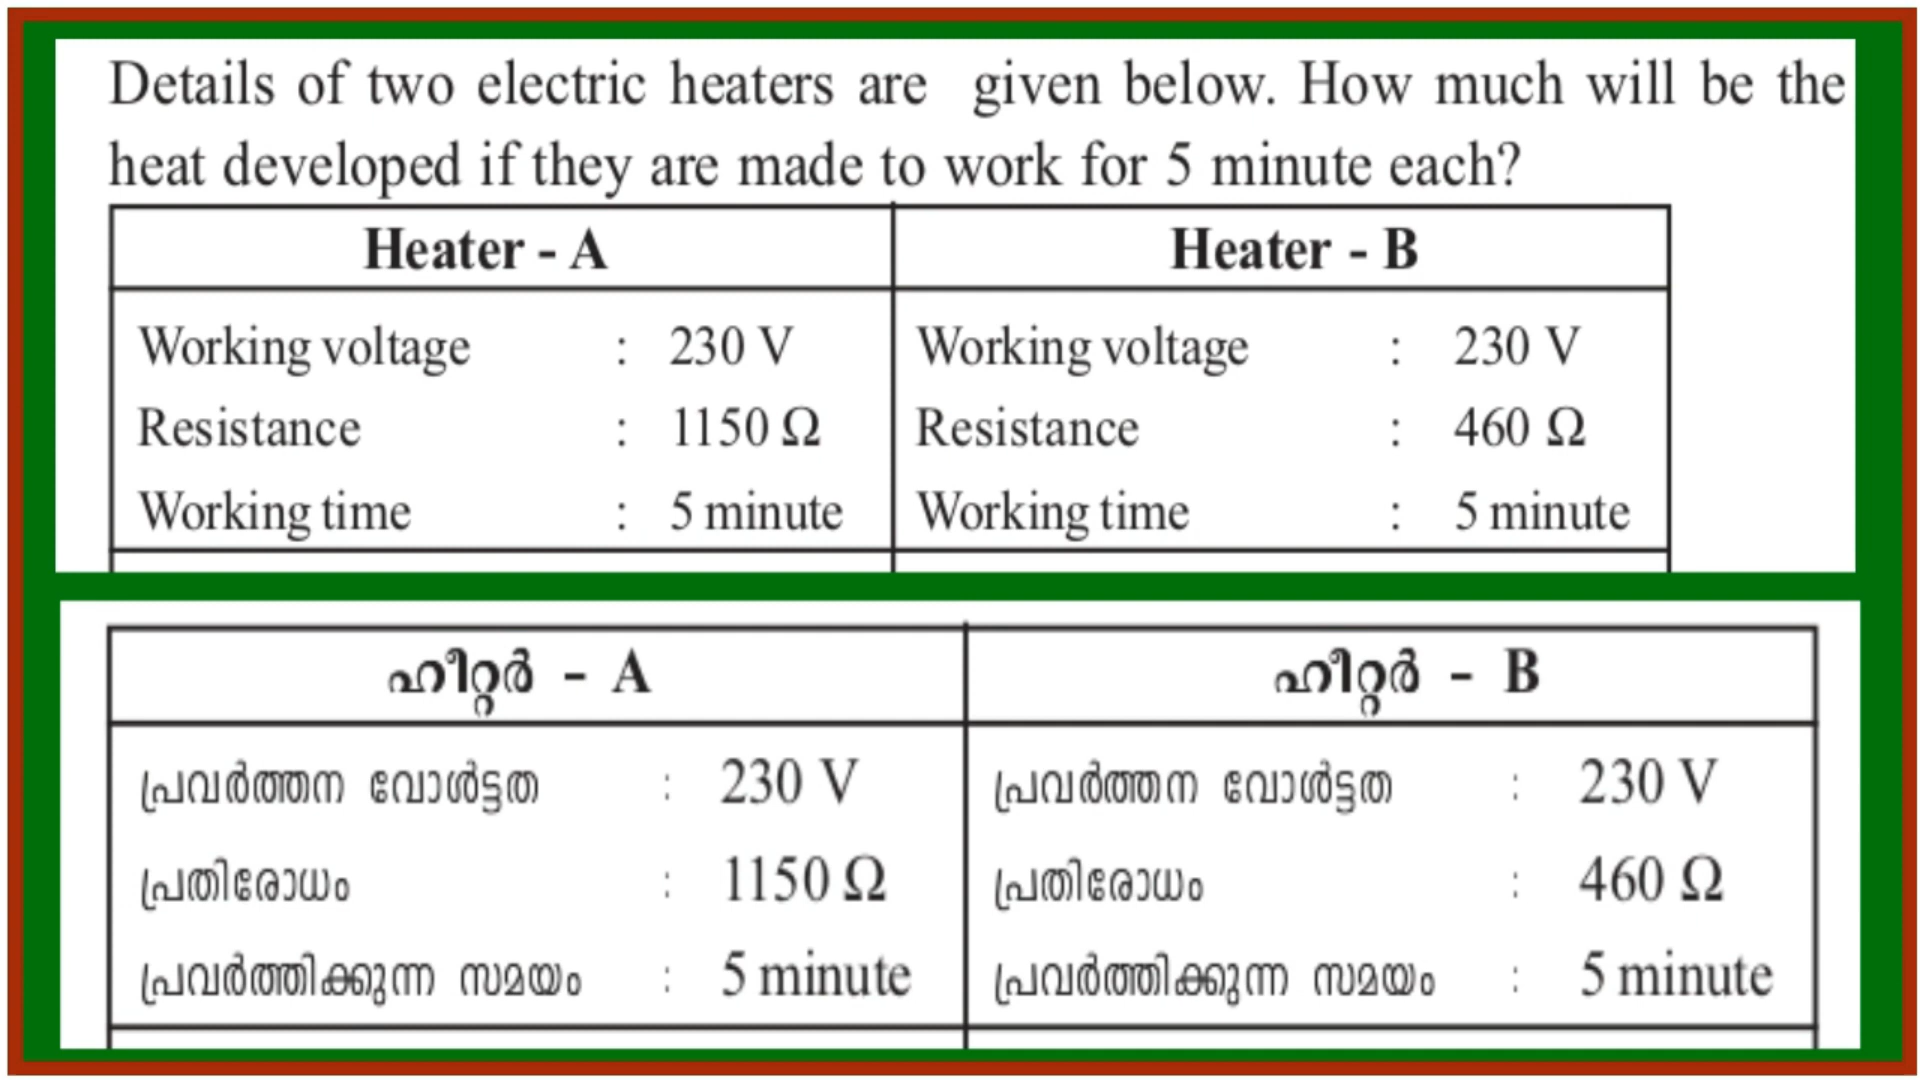 Details of two electric heaters are given below. How much will be the
heat developed if they are made to work for 5 minute each?
Heater - A Heater - B
Working voltage : 230 V Working voltage : 230 V
Resistance : 1150 Ω Resistance : 460 Ω
Working time : 5 minute Working time : 5 minute
ഹീറ്റർ – A ഹീറ്റർ – B
പ്രവർത്തന വോൾട്ടത : 230 V പ്രവർത്തന വോൾട്ടത : 230 V
പ്രതിരോധം : 1150 Ω പ്രതിരോധം : 460 Ω
പ്രവർത്തിക്കുന്ന സമയം : 5 minute പ്രവർത്തിക്കുന്ന സമയം : 5 minute